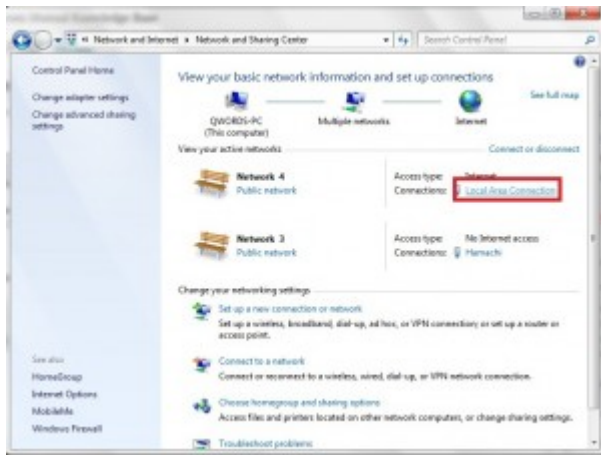 Network and Internet
Network and Sharing Center
Search Control Panel
Control Panel Home
Change adapter settings
Change advanced sharing
settings
View your basic network information and set up connections
See full map
QWORDS-PC
(This computer)
Multiple networks
Internet
View your active networks
Connect or disconnect
Network 4
Public network
Access type: Internet
Connections: Local Area Connection
Network 3
Public network
Access type: No Internet access
Connections: Hamachi
Change your networking settings
Set up a new connection or network
Set up a wireless, broadband, dial-up, ad hoc, or VPN connection; or set up a router or
access point.
Connect to a network
Connect or reconnect to a wireless, wired, dial-up, or VPN network connection.
Choose homegroup and sharing options
Access files and printers located on other network computers, or change sharing settings.
Troubleshoot problems
See also
HomeGroup
Internet Options
MobileMe
Windows Firewall